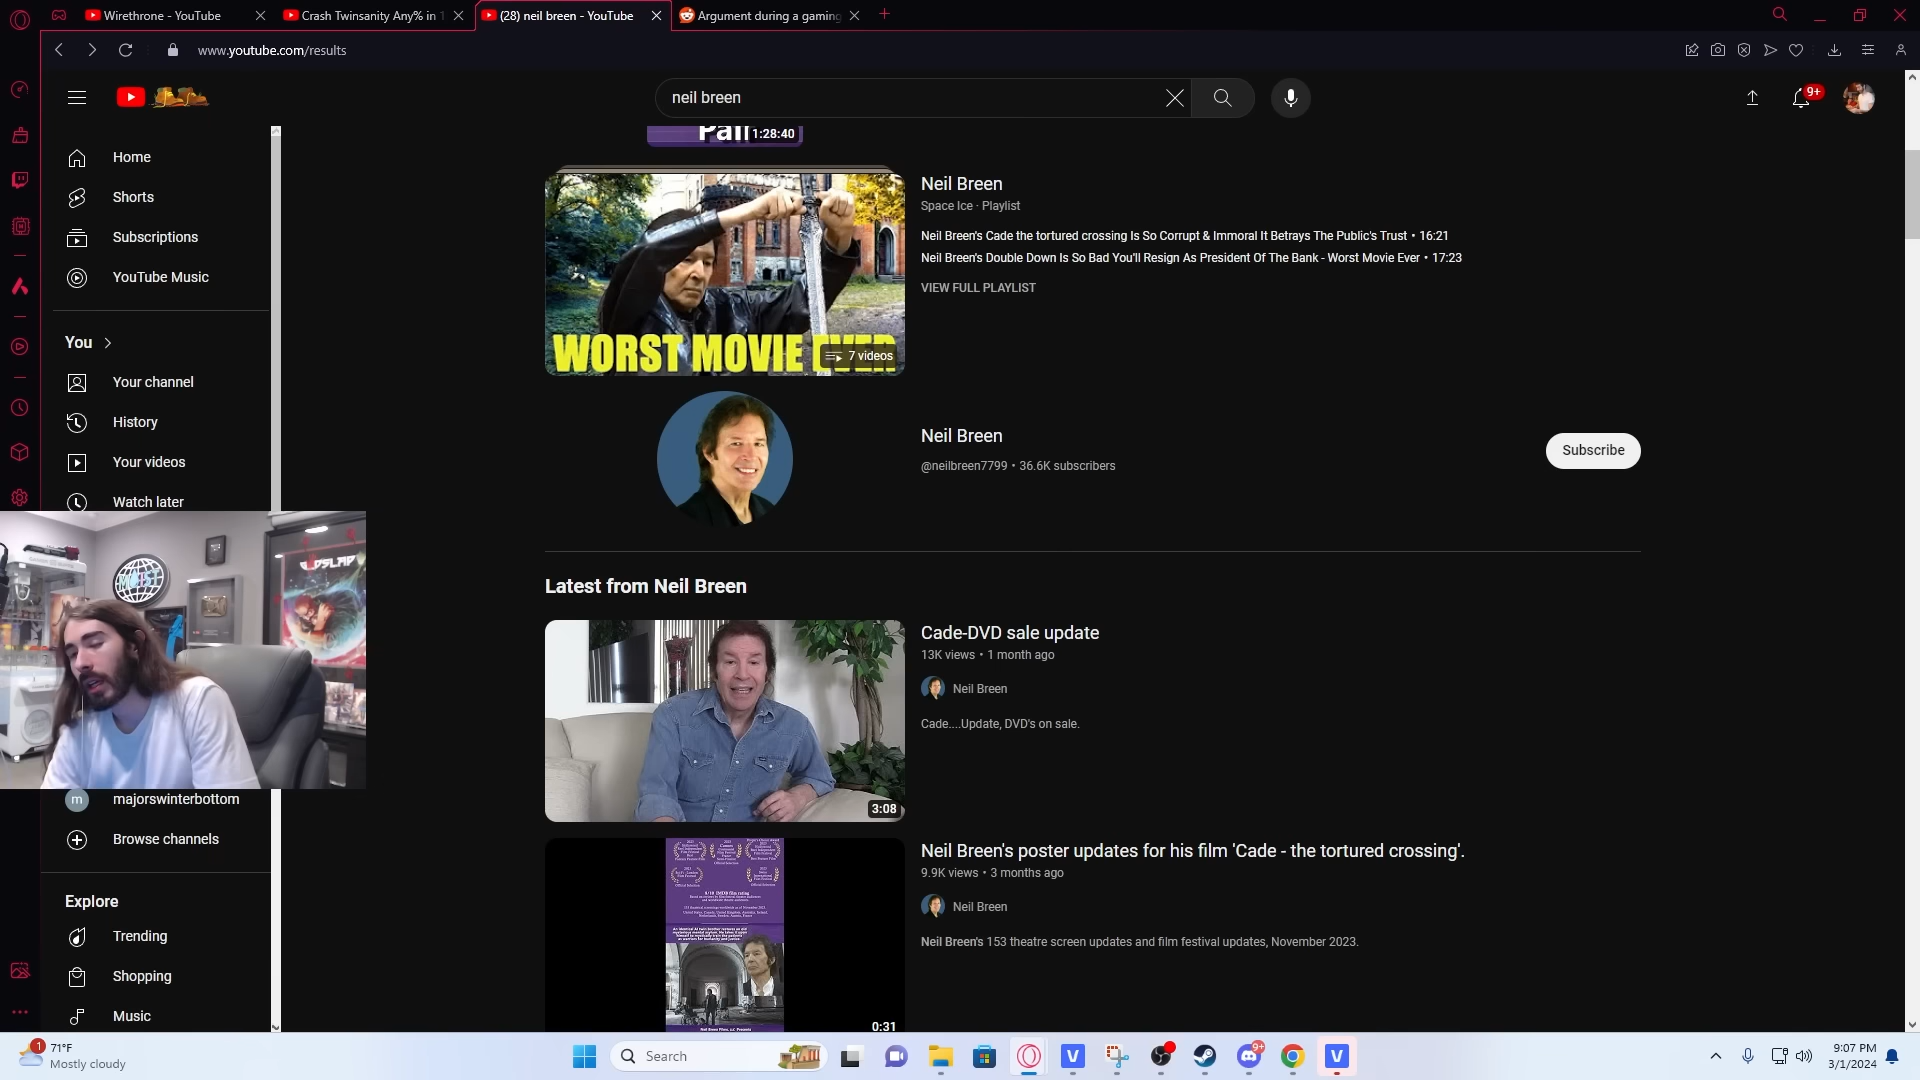 Wirethrone - YouTube
Crash Twinsanity Any% in 1
(28) neil breen - YouTube
Argument during a gaming
www.youtube.com/results
neil breen
9+
Pain
1:28:40
Home
Shorts
Subscriptions
YouTube Music
You
Your channel
History
Your videos
Watch later
majorswinterbottom
Browse channels
Explore
Trending
Shopping
Music
WORST MOVIE EVER
7 videos
Neil Breen
Space Ice · Playlist
Neil Breen's Cade the tortured crossing Is So Corrupt & Immoral It Betrays The Public's Trust • 16:21
Neil Breen's Double Down Is So Bad You'll Resign As President Of The Bank - Worst Movie Ever • 17:23
VIEW FULL PLAYLIST
Neil Breen
@neilbreen7799 • 36.6K subscribers
Subscribe
Latest from Neil Breen
3:08
Cade-DVD sale update
13K views • 1 month ago
Neil Breen
Cade....Update, DVD's on sale.
0:31
Neil Breen's poster updates for his film 'Cade - the tortured crossing'.
9.9K views • 3 months ago
Neil Breen
Neil Breen's 153 theatre screen updates and film festival updates, November 2023.
MOIST
m
1
71°F
Mostly cloudy
Search
9+
9:07 PM
3/1/2024